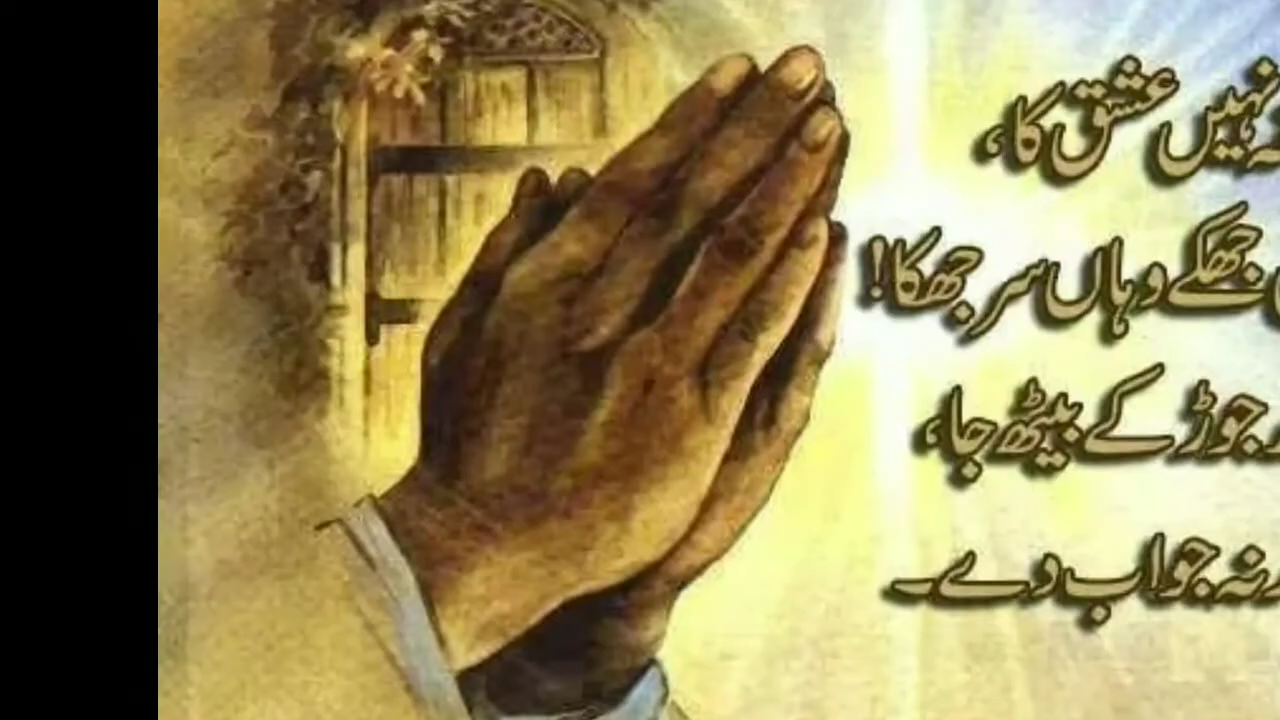 نہیں عشق کا،
جھکے وہاں سر جھکا!
جوڑ کے بیٹھ جا،
نہ جواب دے۔